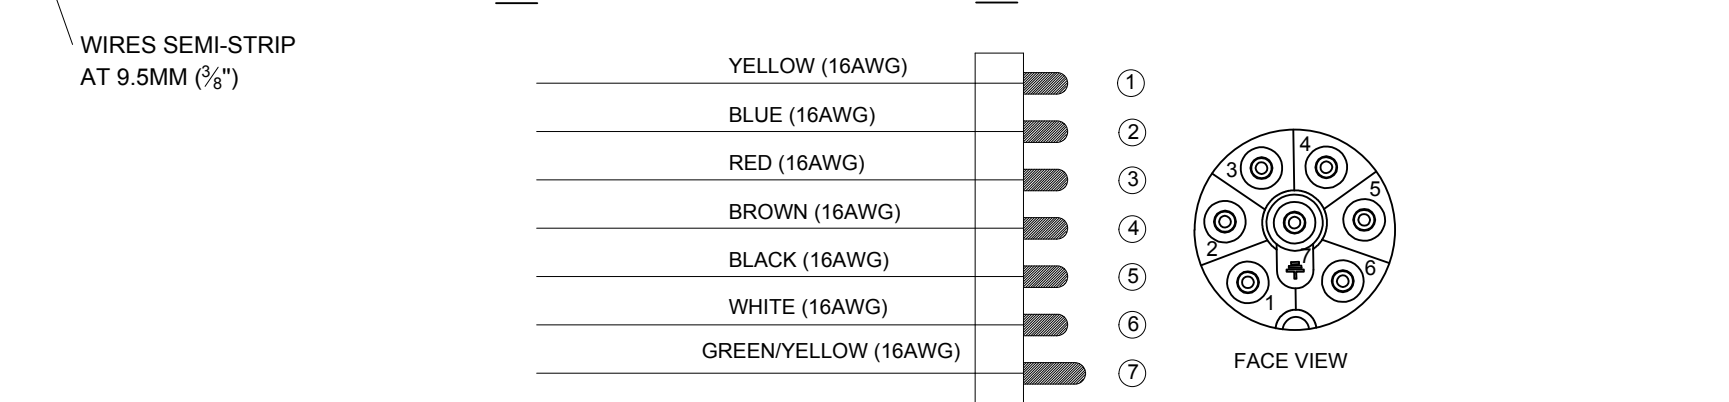 WIRES SEMI-STRIP
AT 9.5MM (⅜")
YELLOW (16AWG)
1
BLUE (16AWG)
2
RED (16AWG)
3
BROWN (16AWG)
4
BLACK (16AWG)
5
WHITE (16AWG)
6
GREEN/YELLOW (16AWG)
7
4
3
5
2
7
6
1
FACE VIEW